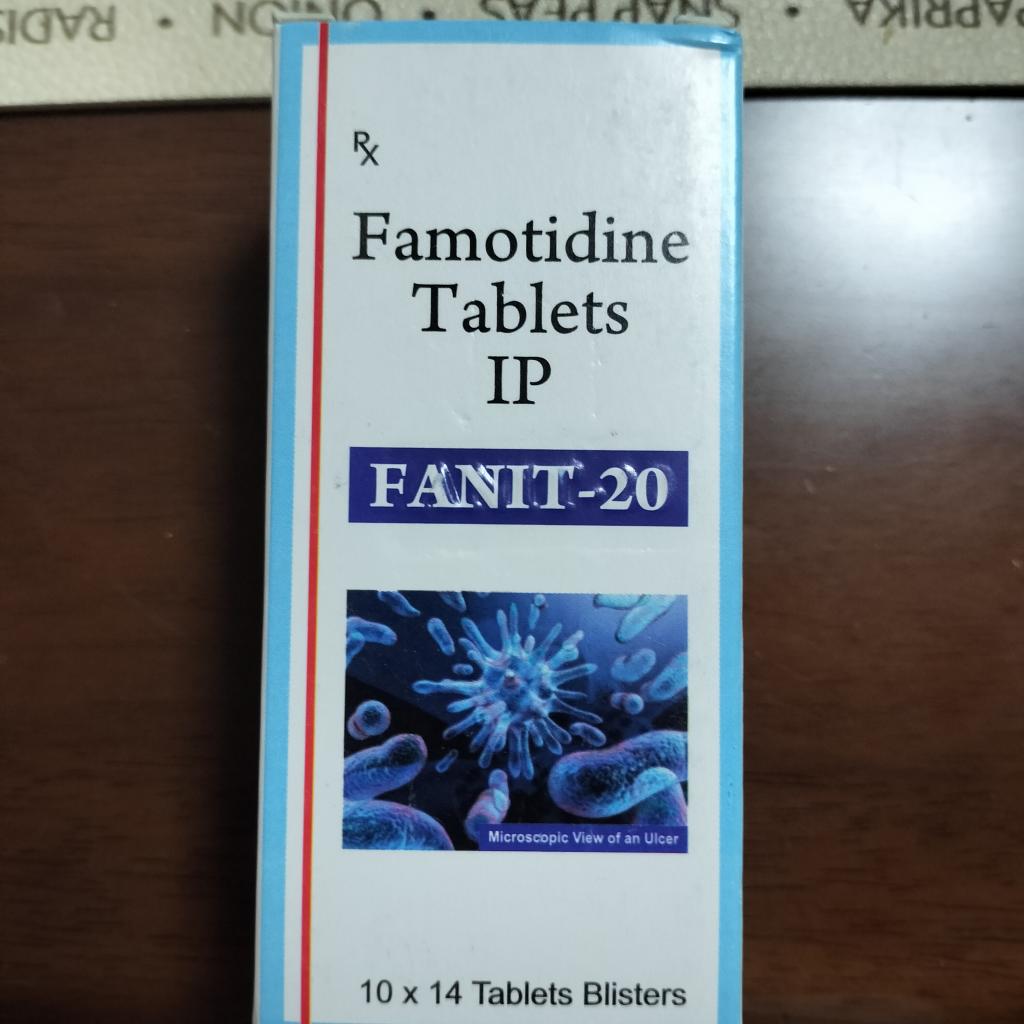 RADIS • ONION • SNAP PEAS • PAPRIKA
Rx
Famotidine
Tablets
IP
FANIT-20
Microscopic View of an Ulcer
10 x 14 Tablets Blisters